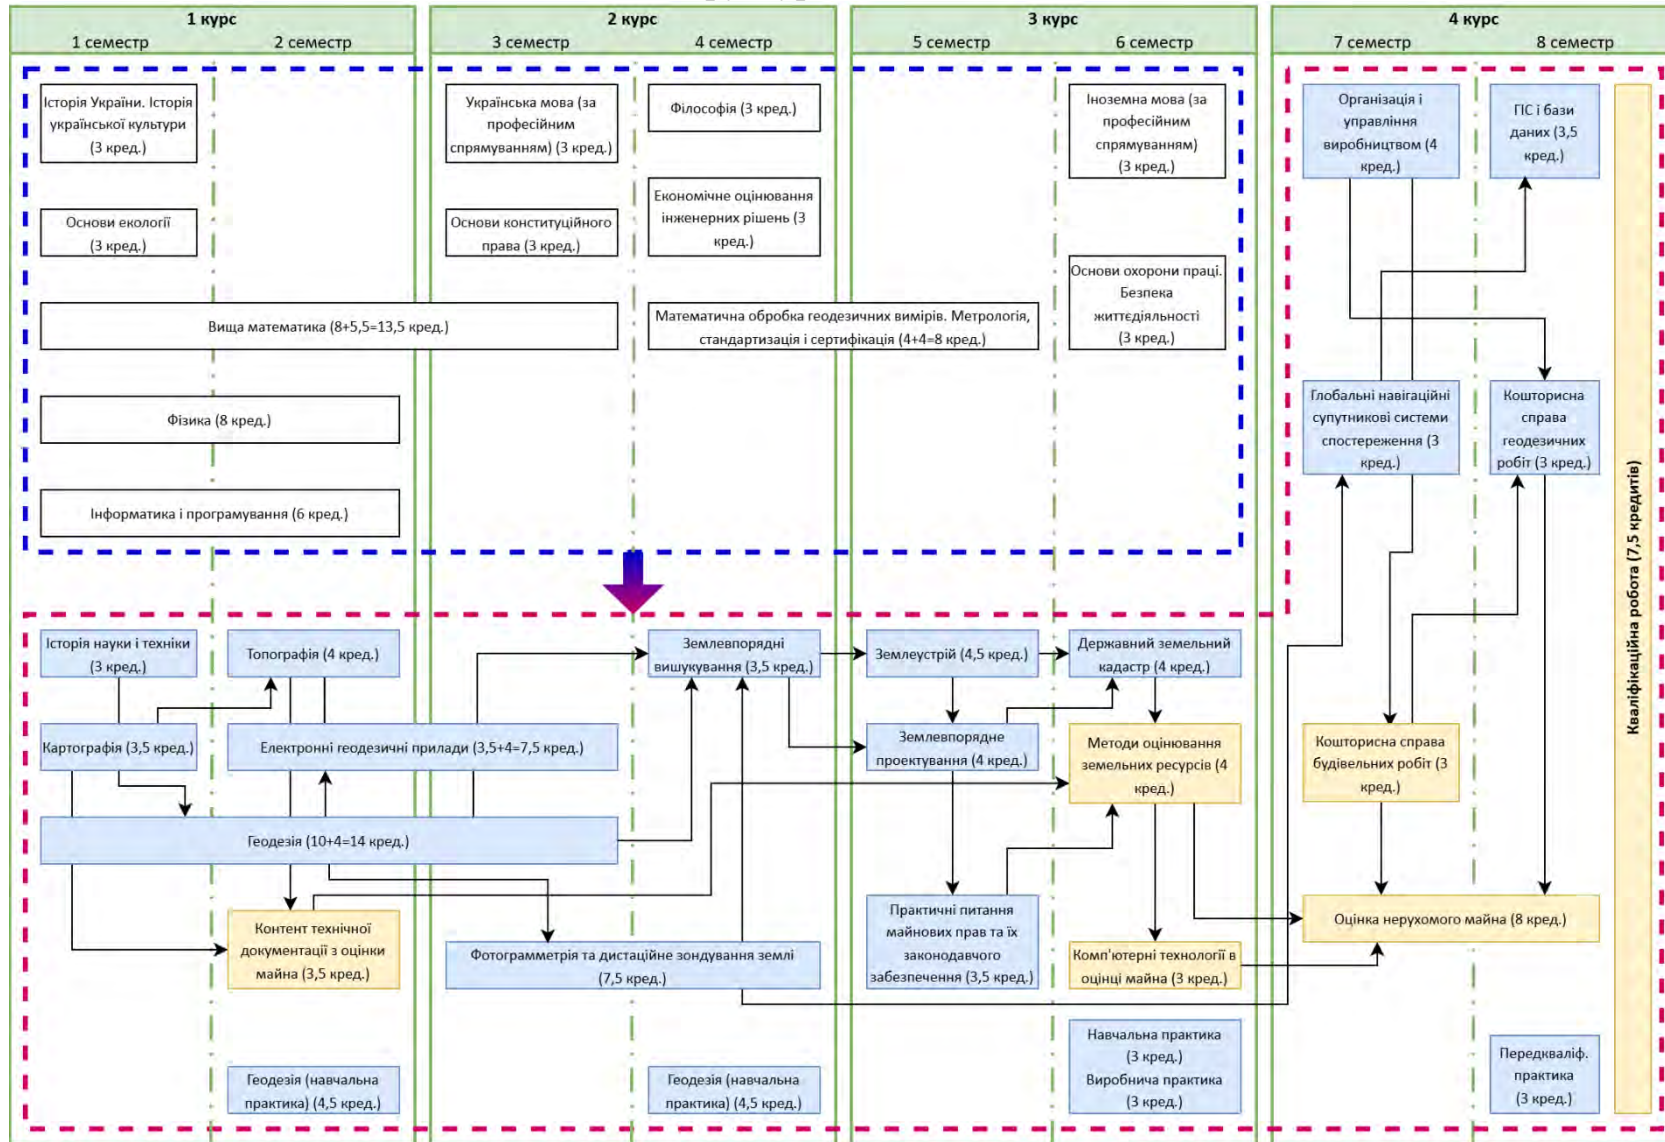 1 курс
2 курс
3 курс
4 курс
1 семестр
2 семестр
3 семестр
4 семестр
5 семестр
6 семестр
7 семестр
8 семестр
Історія України. Історія
української культури
(3 кред.)
Українська мова (за
професійним
спрямуванням) (3 кред.)
Філософія (3 кред.)
Іноземна мова (за
професійним
спрямуванням)
(3 кред.)
Організація і
управління
виробництвом (4
кред.)
ГІС і бази
даних (3,5
кред.)
Основи екології
(3 кред.)
Основи конституційного
права (3 кред.)
Економічне оцінювання
інженерних рішень (3
кред.)
Основи охорони праці.
Безпека
життєдіяльності
(3 кред.)
Вища математика (8+5,5=13,5 кред.)
Математична обробка геодезичних вимірів. Метрологія,
стандартизація і сертифікація (4+4=8 кред.)
Фізика (8 кред.)
Глобальні навігаційні
супутникові системи
спостереження (3
кред.)
Кошторисна
справа
геодезичних
робіт (3 кред.)
Інформатика і програмування (6 кред.)
Кваліфікаційна робота (7,5 кредитів)
Історія науки і техніки
(3 кред.)
Топографія (4 кред.)
Землевпорядні
вишукування (3,5 кред.)
Землеустрій (4,5 кред.)
Державний земельний
кадастр (4 кред.)
Картографія (3,5 кред.)
Електронні геодезичні прилади (3,5+4=7,5 кред.)
Землевпорядне
проектування (4 кред.)
Методи оцінювання
земельних ресурсів (4
кред.)
Кошторисна справа
будівельних робіт (3
кред.)
Геодезія (10+4=14 кред.)
Контент технічної
документації з оцінки
майна (3,5 кред.)
Фотограмметрія та дистаційне зондування землі
(7,5 кред.)
Практичні питання
майнових прав та їх
законодавчого
забезпечення (3,5 кред.)
Комп'ютерні технології в
оцінці майна (3 кред.)
Оцінка нерухомого майна (8 кред.)
Геодезія (навчальна
практика) (4,5 кред.)
Геодезія (навчальна
практика) (4,5 кред.)
Навчальна практика
(3 кред.)
Виробнича практика
(3 кред.)
Передкваліф.
практика
(3 кред.)